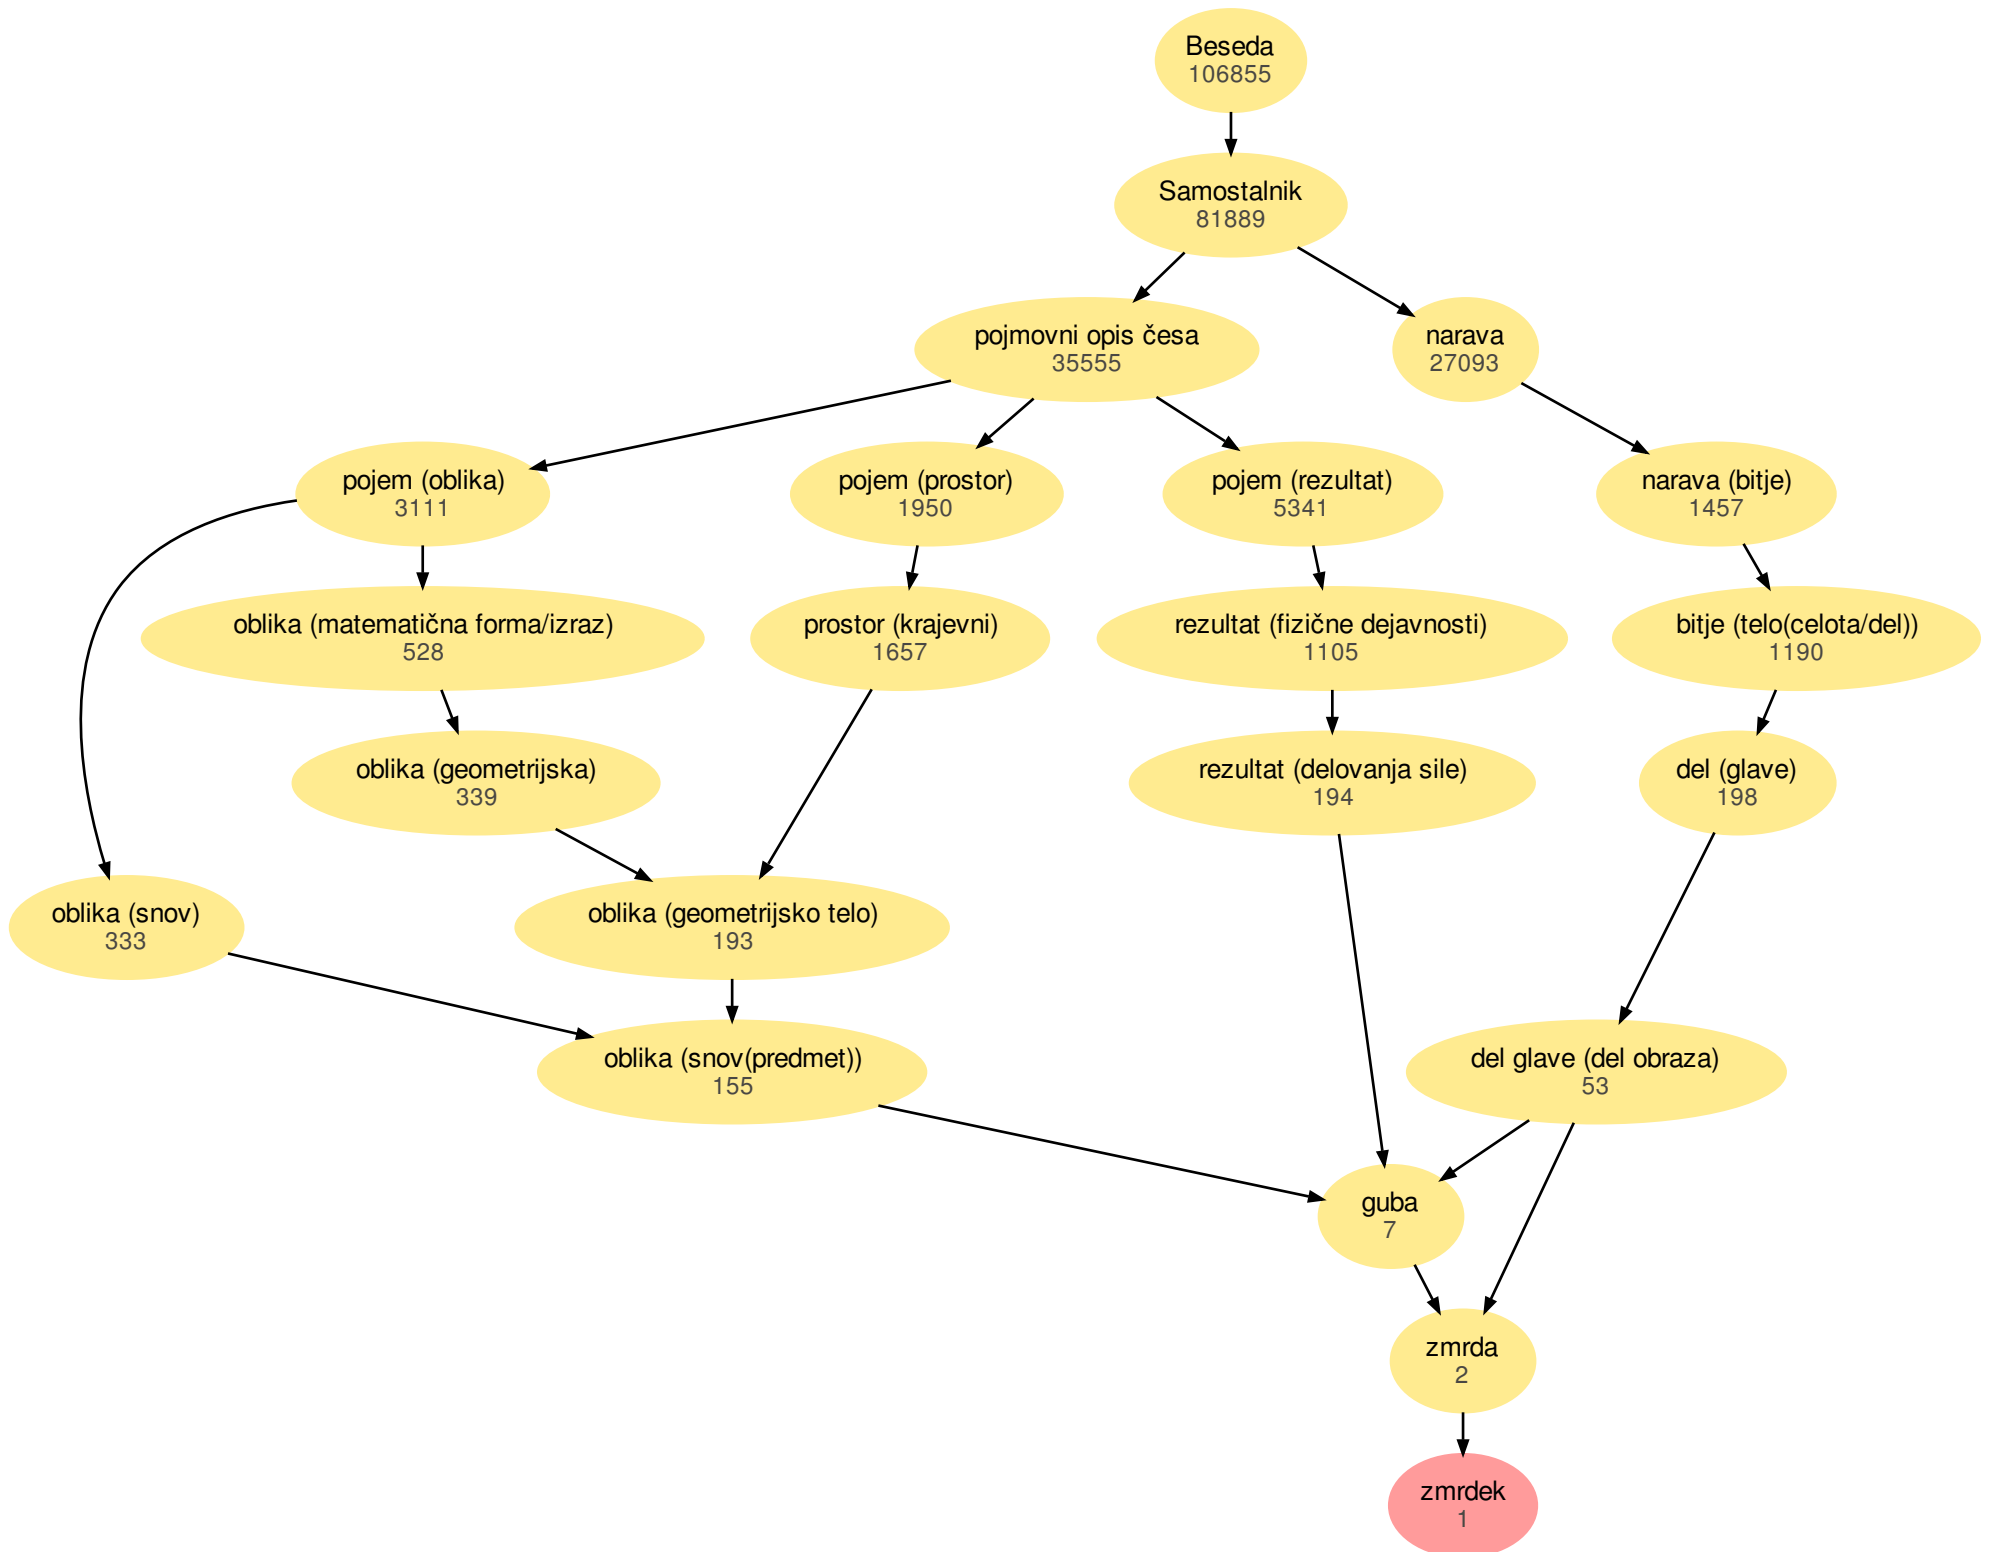 Beseda
106855
Samostalnik
81889
pojmovni opis česa
35555
narava
27093
pojem (oblika)
3111
pojem (prostor)
1950
pojem (rezultat)
5341
narava (bitje)
1457
oblika (matematična forma/izraz)
528
prostor (krajevni)
1657
rezultat (fizične dejavnosti)
1105
bitje (telo(celota/del))
1190
oblika (geometrijska)
339
rezultat (delovanja sile)
194
del (glave)
198
oblika (snov)
333
oblika (geometrijsko telo)
193
oblika (snov(predmet))
155
del glave (del obraza)
53
guba
7
zmrda
2
zmrdek
1